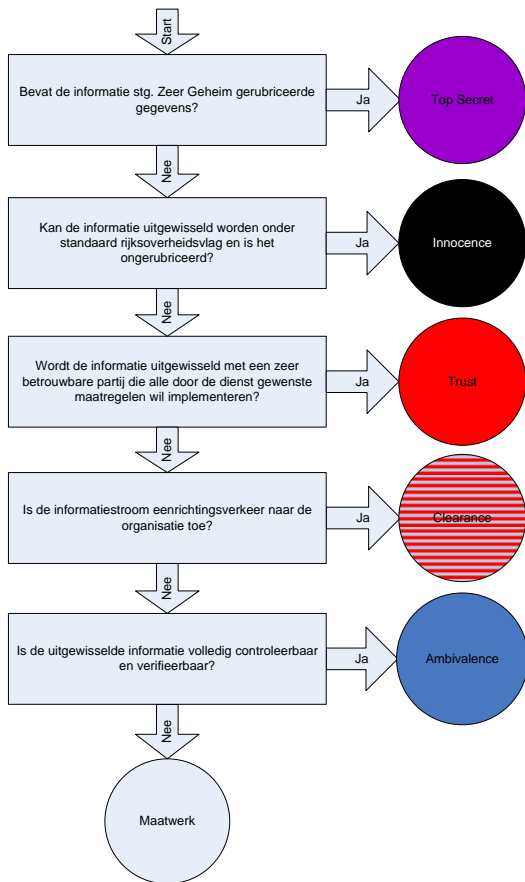 Start
Bevat de informatie stg. Zeer Geheim gerubriceerde
gegevens?
Ja
Top Secret
Nee
Kan de informatie uitgewisseld worden onder
standaard rijksoverheidsvlag en is het
ongerubriceerd?
Ja
Innocence
Nee
Wordt de informatie uitgewisseld met een zeer
betrouwbare partij die alle door de dienst gewenste
maatregelen wil implementeren?
Ja
Trust
Nee
Is de informatiestroom eenrichtingsverkeer naar de
organisatie toe?
Ja
Clearance
Nee
Is de uitgewisselde informatie volledig controleerbaar
en verifieerbaar?
Ja
Ambivalence
Nee
Maatwerk